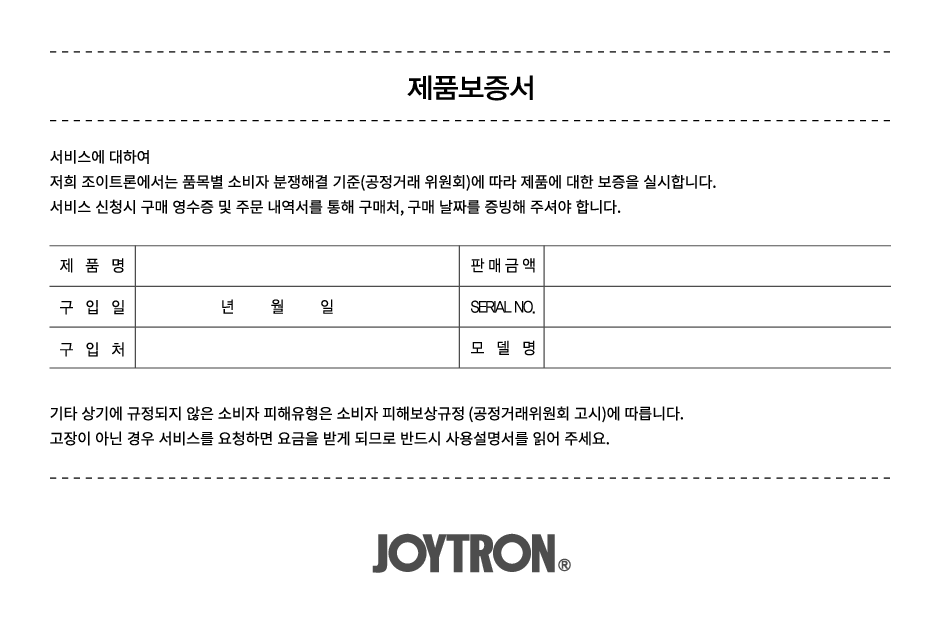 제품보증서
서비스에 대하여
저희 조이트론에서는 품목별 소비자 분쟁해결 기준(공정거래 위원회)에 따라 제품에 대한 보증을 실시합니다.
서비스 신청시 구매 영수증 및 주문 내역서를 통해 구매처, 구매 날짜를 증빙해 주셔야 합니다.
제 품 명 판매금액
구 입 일 년 월 일 SERIAL NO.
구 입 처 모 델 명
기타 상기에 규정되지 않은 소비자 피해유형은 소비자 피해보상규정 (공정거래위원회 고시)에 따릅니다.
고장이 아닌 경우 서비스를 요청하면 요금을 받게 되므로 반드시 사용설명서를 읽어 주세요.
JOYTRON®